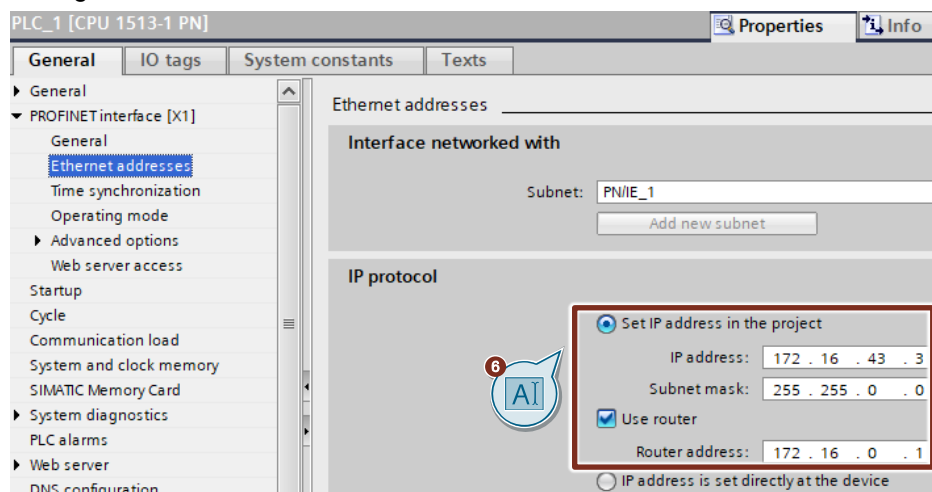 PLC_1 [CPU 1513-1 PN]
Properties
Info
General
IO tags
System constants
Texts
General
PROFINET interface [X1]
General
Ethernet addresses
Time synchronization
Operating mode
Advanced options
Web server access
Startup
Cycle
Communication load
System and clock memory
SIMATIC Memory Card
System diagnostics
PLC alarms
Web server
DNS configuration
Ethernet addresses
Interface networked with
Subnet: PN/IE_1
Add new subnet
IP protocol
6
AI
Set IP address in the project
IP address: 172 . 16 . 43 . 3
Subnet mask: 255 . 255 . 0 . 0
Use router
Router address: 172 . 16 . 0 . 1
IP address is set directly at the device